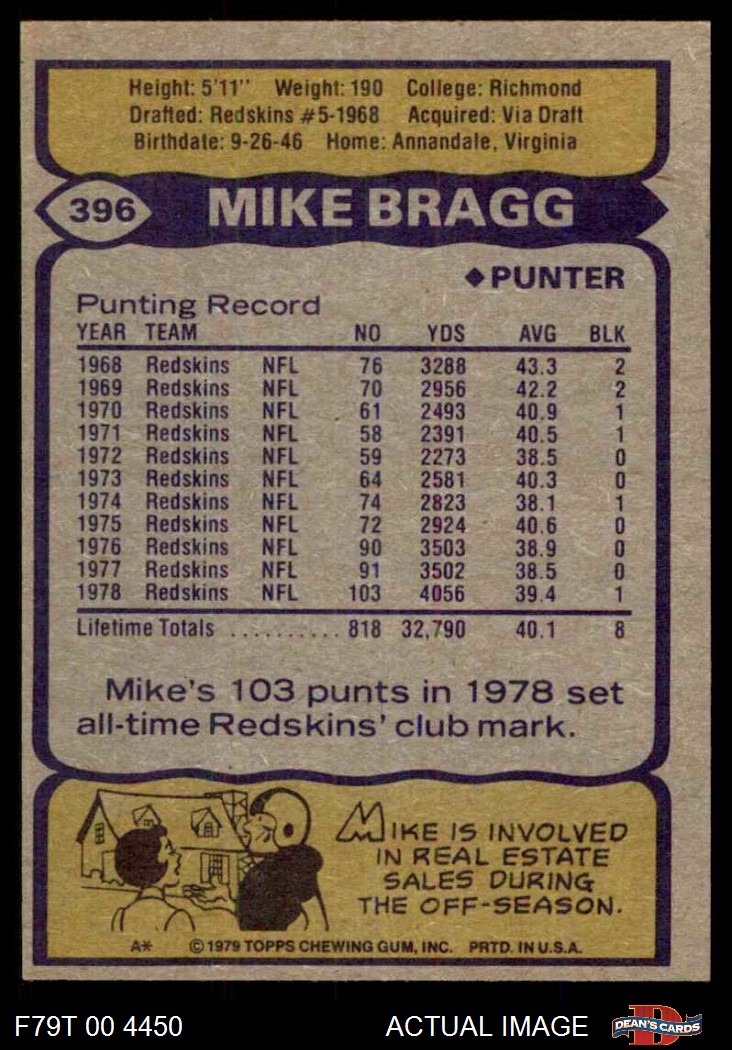 Height: 5'11" Weight: 190 College: Richmond
Drafted: Redskins #5-1968 Acquired: Via Draft
Birthdate: 9-26-46 Home: Annandale, Virginia
396 MIKE BRAGG
◆PUNTER
Punting Record
YEAR TEAM NO YDS AVG BLK
1968 Redskins NFL 76 3288 43.3 2
1969 Redskins NFL 70 2956 42.2 2
1970 Redskins NFL 61 2493 40.9 1
1971 Redskins NFL 58 2391 40.5 1
1972 Redskins NFL 59 2273 38.5 0
1973 Redskins NFL 64 2581 40.3 0
1974 Redskins NFL 74 2823 38.1 1
1975 Redskins NFL 72 2924 40.6 0
1976 Redskins NFL 90 3503 38.9 0
1977 Redskins NFL 91 3502 38.5 0
1978 Redskins NFL 103 4056 39.4 1
Lifetime Totals .......... 818 32,790 40.1 8
Mike's 103 punts in 1978 set
all-time Redskins' club mark.
MIKE IS INVOLVED
IN REAL ESTATE
SALES DURING
THE OFF-SEASON.
A* © 1979 TOPPS CHEWING GUM, INC. PRTD. IN U.S.A.
F79T 00 4450 ACTUAL IMAGE D DEAN'S CARDS